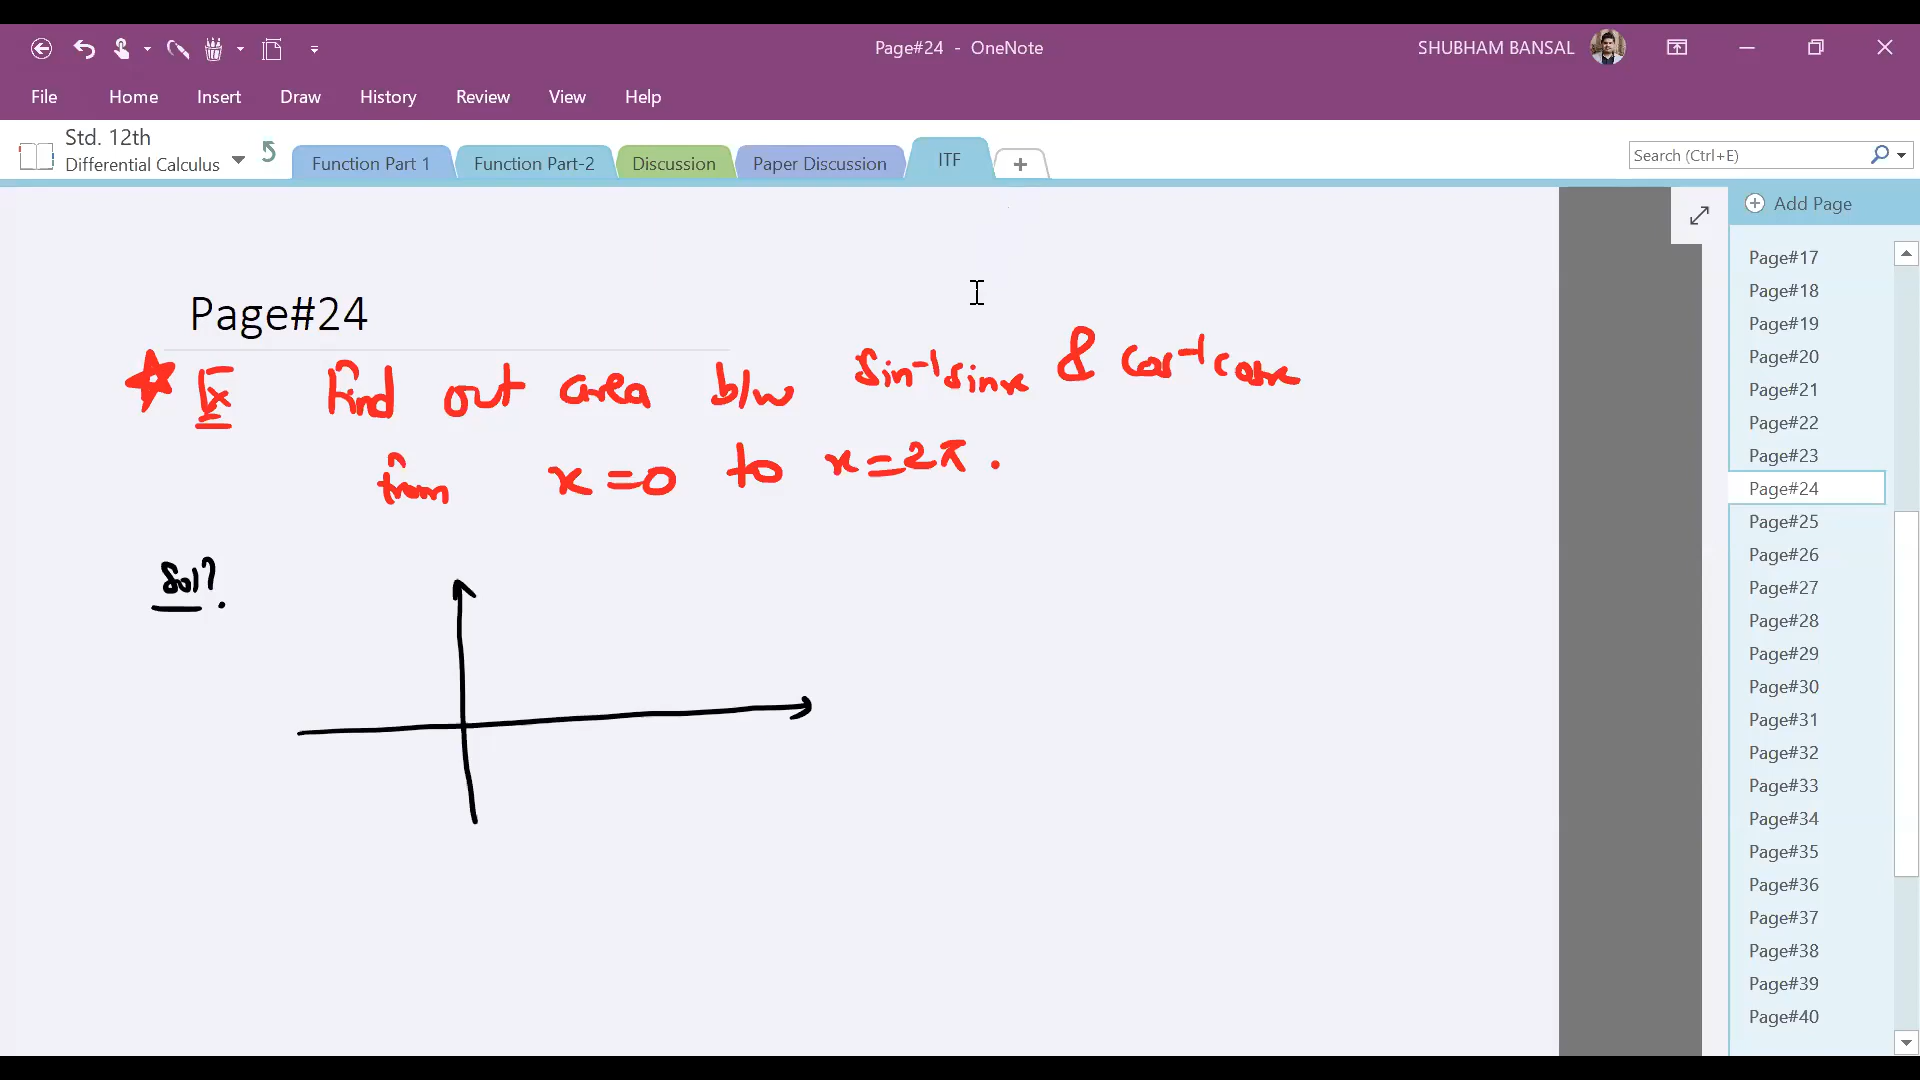 Page#24 - OneNote
SHUBHAM BANSAL
File Home Insert Draw History Review View Help
Std. 12th
Differential Calculus
Function Part 1
Function Part-2
Discussion
Paper Discussion
ITF
Search (Ctrl+E)
Add Page
Page#24
Ex Find out area b/w sin⁻¹sinx & cos⁻¹cosx
from x=0 to x=2π.
Solⁿ.
Page#17
Page#18
Page#19
Page#20
Page#21
Page#22
Page#23
Page#24
Page#25
Page#26
Page#27
Page#28
Page#29
Page#30
Page#31
Page#32
Page#33
Page#34
Page#35
Page#36
Page#37
Page#38
Page#39
Page#40